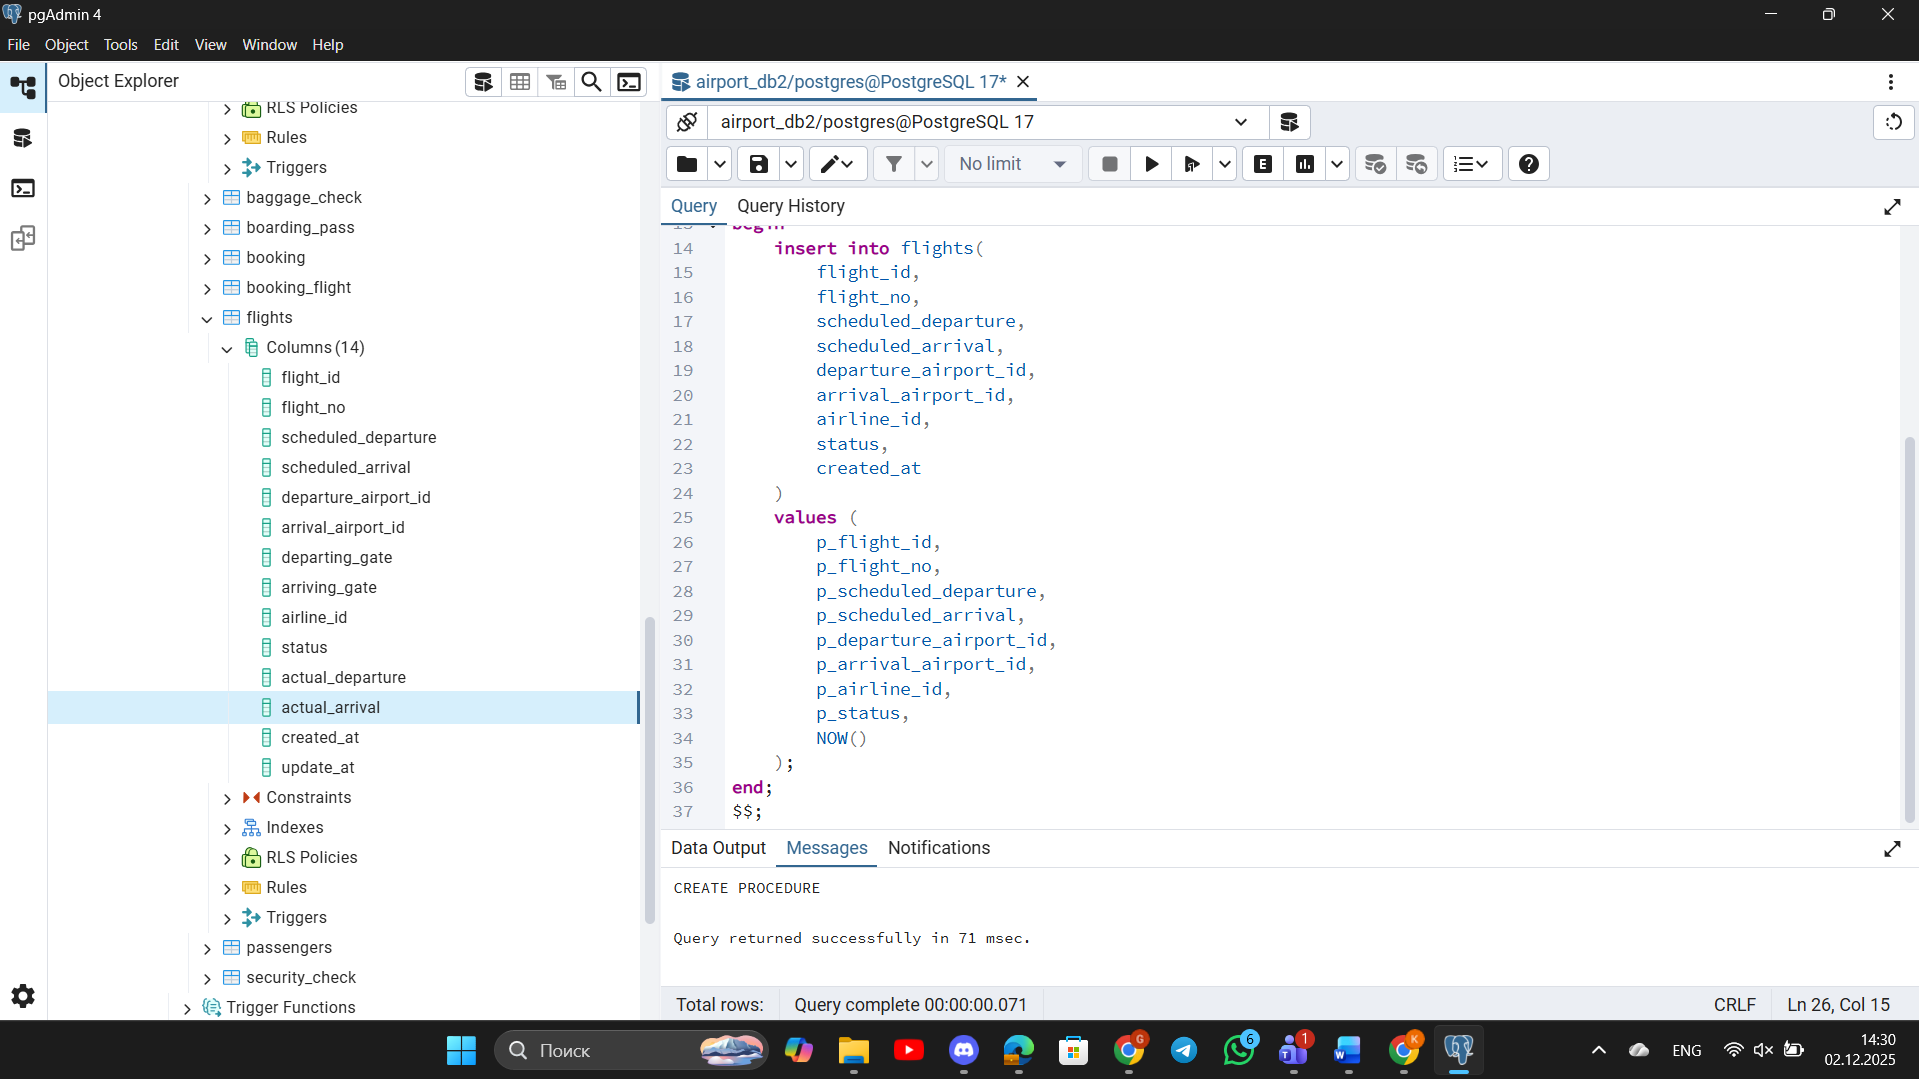 pgAdmin 4
File Object Tools Edit View Window Help
Object Explorer
RLS Policies
Rules
Triggers
baggage_check
boarding_pass
booking
booking_flight
flights
Columns (14)
flight_id
flight_no
scheduled_departure
scheduled_arrival
departure_airport_id
arrival_airport_id
departing_gate
arriving_gate
airline_id
status
actual_departure
actual_arrival
created_at
update_at
Constraints
Indexes
RLS Policies
Rules
Triggers
passengers
security_check
Trigger Functions
airport_db2/postgres@PostgreSQL 17*
airport_db2/postgres@PostgreSQL 17
No limit
E
Query Query History
13 begin
14 insert into flights(
15 flight_id,
16 flight_no,
17 scheduled_departure,
18 scheduled_arrival,
19 departure_airport_id,
20 arrival_airport_id,
21 airline_id,
22 status,
23 created_at
24 )
25 values (
26 p_flight_id,
27 p_flight_no,
28 p_scheduled_departure,
29 p_scheduled_arrival,
30 p_departure_airport_id,
31 p_arrival_airport_id,
32 p_airline_id,
33 p_status,
34 NOW()
35 );
36 end;
37 $$;
Data Output Messages Notifications
CREATE PROCEDURE
Query returned successfully in 71 msec.
Total rows: Query complete 00:00:00.071 CRLF Ln 26, Col 15
Поиск
G
6
1
K
ENG
14:30
02.12.2025